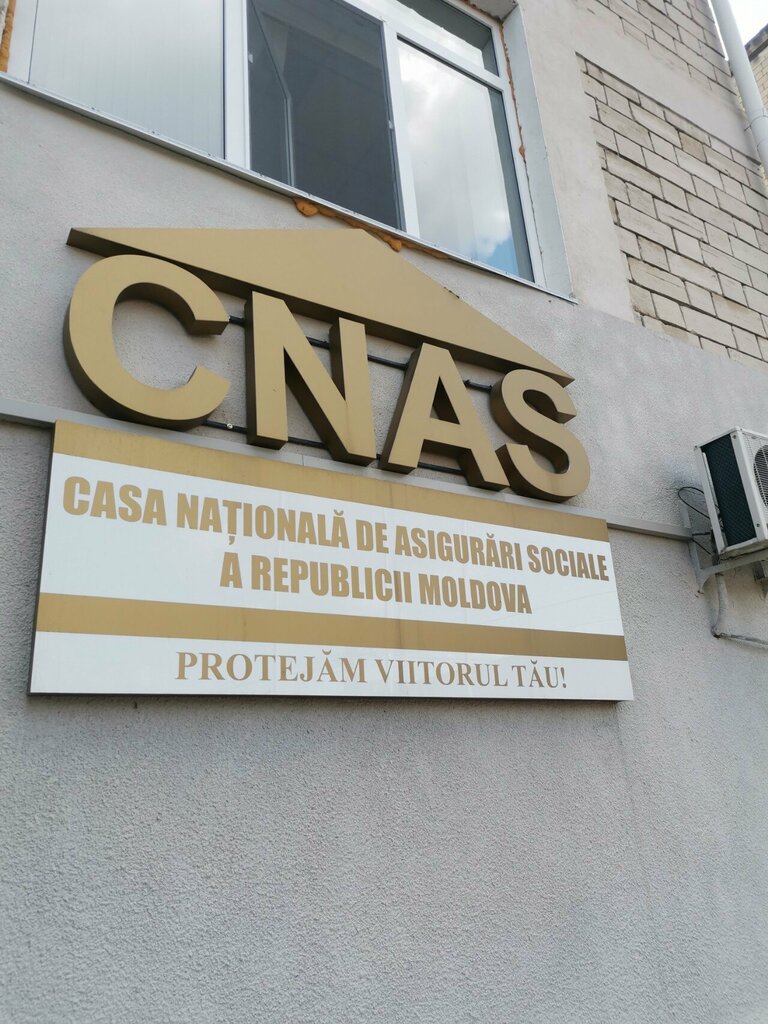 CNAS
CASA NAȚIONALĂ DE ASIGURĂRI SOCIALE
A REPUBLICII MOLDOVA
PROTEJĂM VIITORUL TĂU!